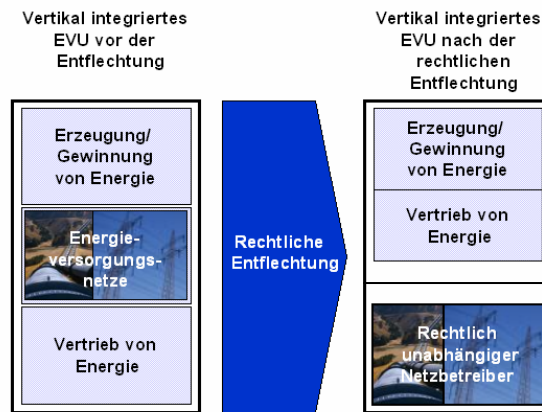 Vertikal integriertes
EVU vor der
Entflechtung
Erzeugung/
Gewinnung
von Energie
Energie-
versorgungs-
netze
Vertrieb von
Energie
Rechtliche
Entflechtung
Vertikal integriertes
EVU nach der
rechtlichen
Entflechtung
Erzeugung/
Gewinnung
von Energie
Vertrieb von
Energie
Rechtlich
unabhängiger
Netzbetreiber